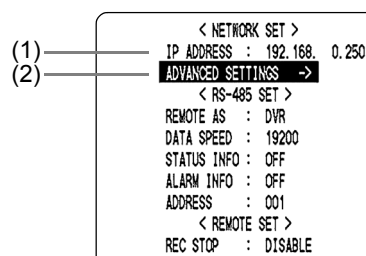 < NETWORK SET >
(1) IP ADDRESS : 192.168. 0.250
(2) ADVANCED SETTINGS ->
< RS-485 SET >
REMOTE AS : DVR
DATA SPEED : 19200
STATUS INFO : OFF
ALARM INFO : OFF
ADDRESS : 001
< REMOTE SET >
REC STOP : DISABLE